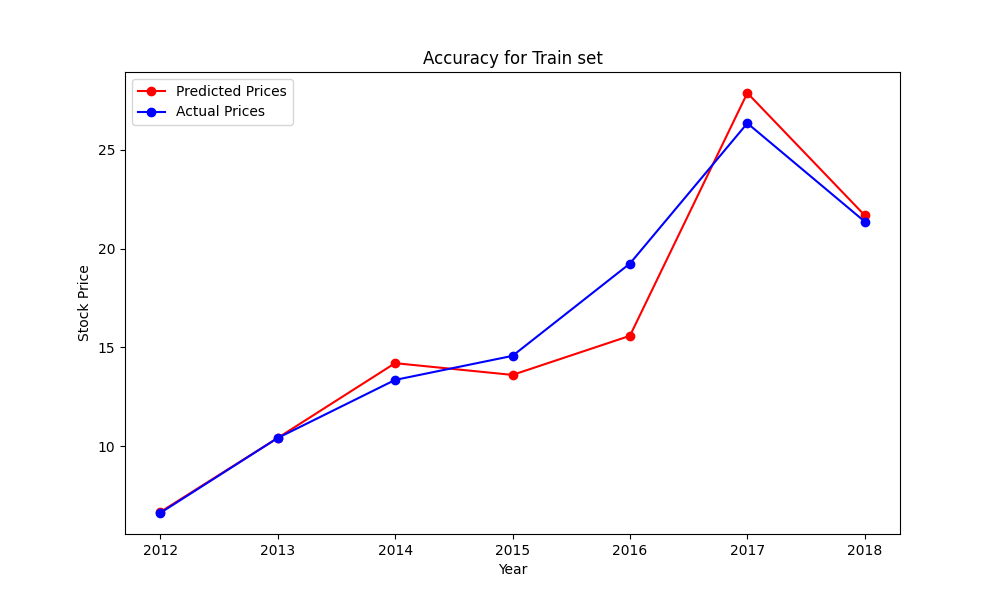 Accuracy for Train set
Predicted Prices
Actual Prices
25
20
15
10
Stock Price
2012 2013 2014 2015 2016 2017 2018
Year